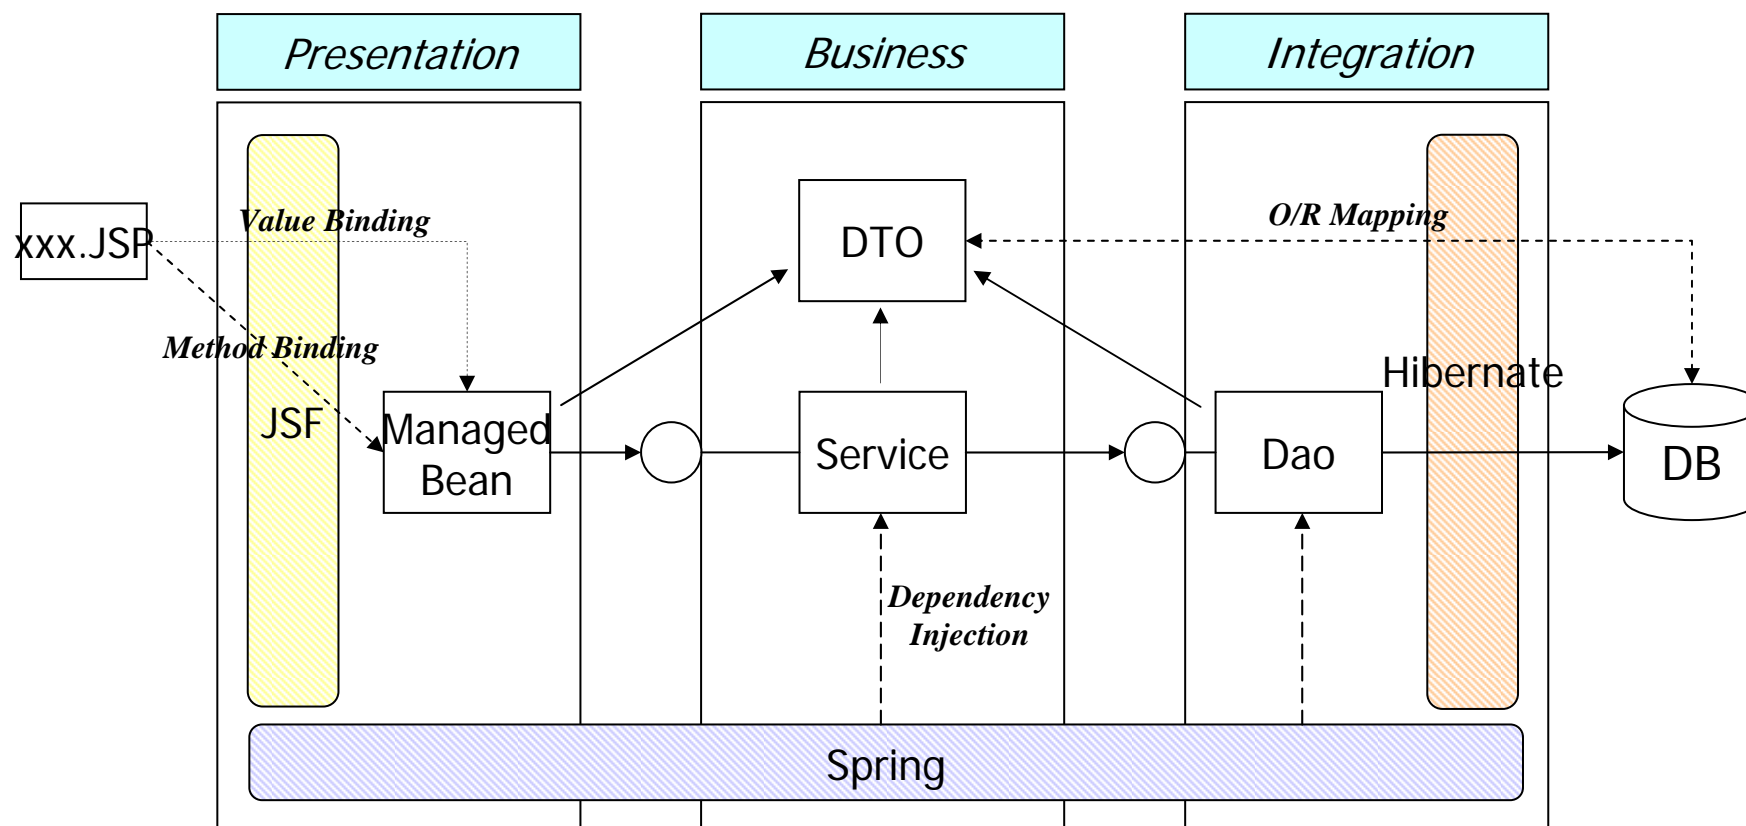 Presentation
Business
Integration
Value Binding
O/R Mapping
xxx.JSP
DTO
Method Binding
Hibernate
JSF
Managed
Bean
Service
Dao
DB
Dependency
Injection
Spring